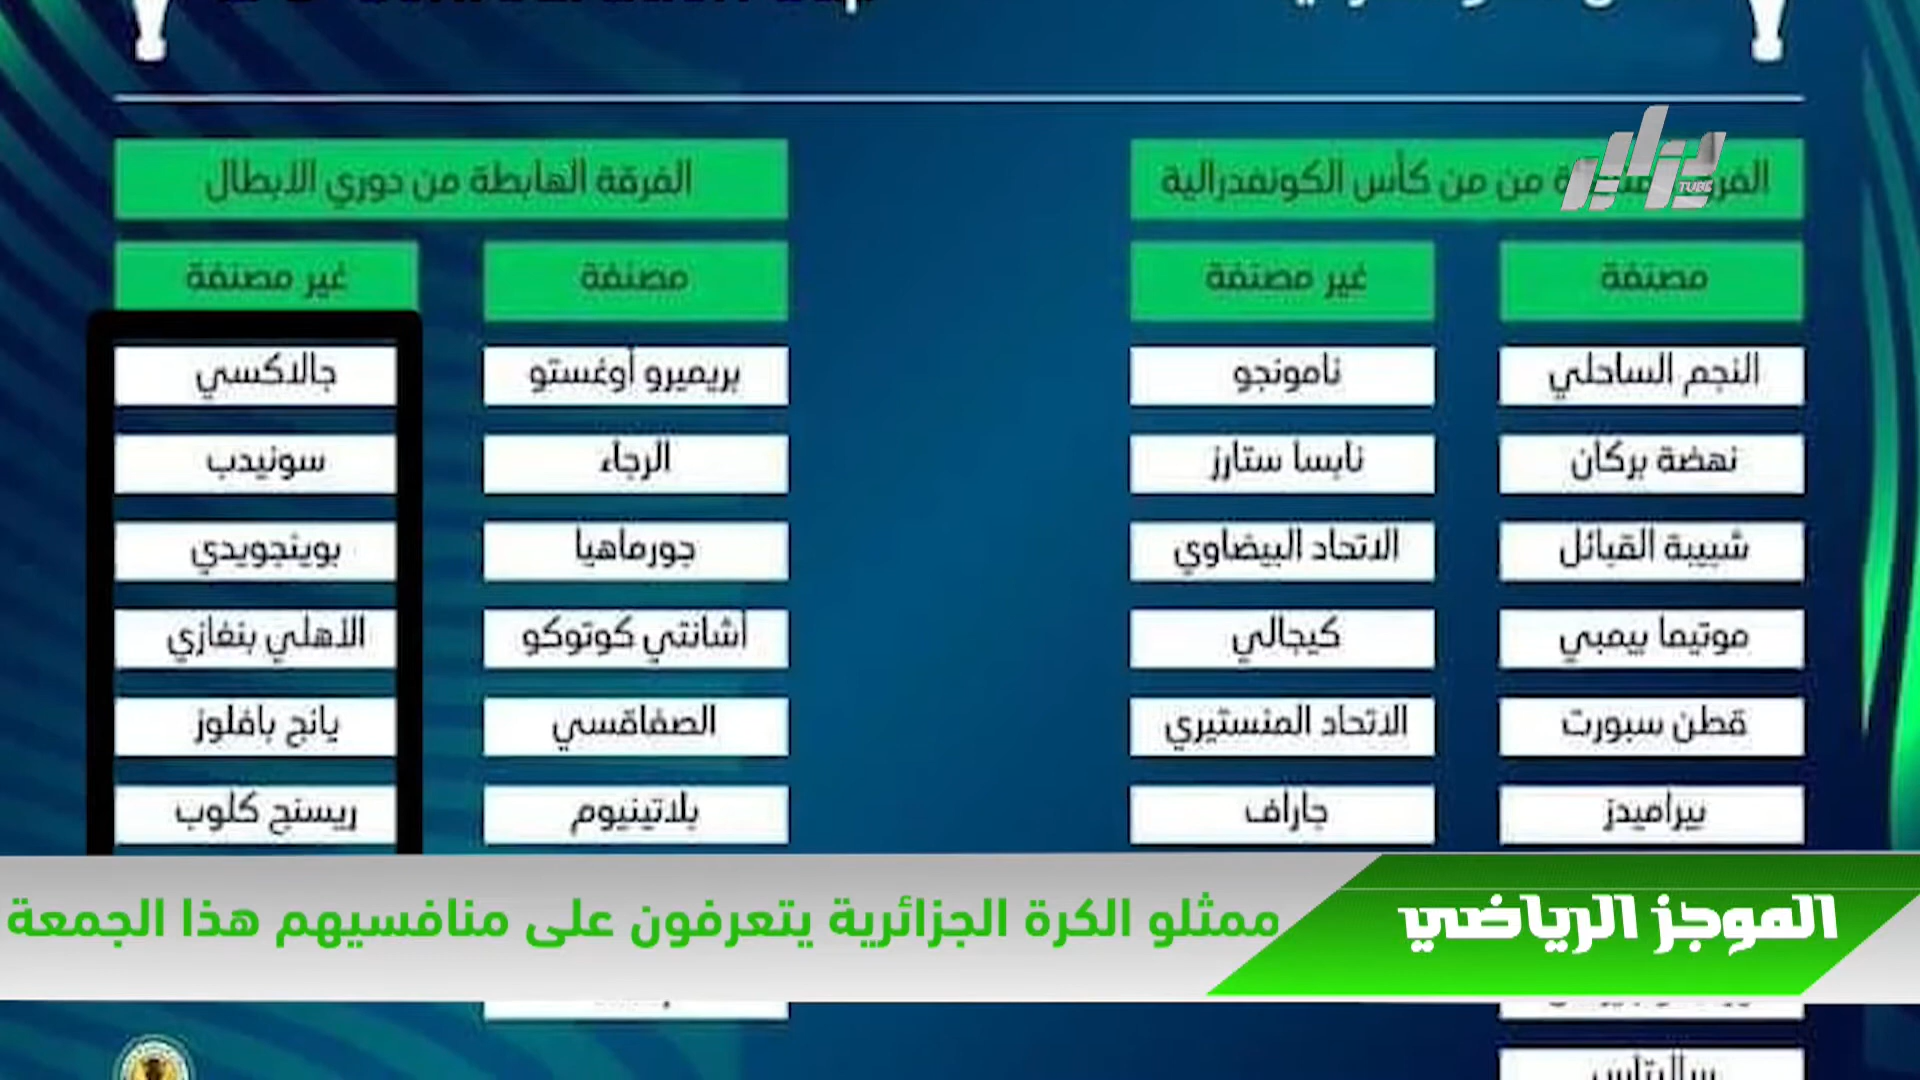 TUBE
من كأس الكونفدرالية
الفرقة الهابطة من دوري الابطال
مصنفة
غير مصنفة
مصنفة
غير مصنفة
النجم الساحلي
نامونجو
بريميرو أوغستو
جالاكسي
نهضة بركان
نابسا ستارز
الرجاء
سونيدب
شبيبة القبائل
الاتحاد البيضاوي
جورماهيا
بوينجويدي
موتيما بيمبي
كيجالي
أشانتي كوتوكو
الاهلي بنغازي
قطن سبورت
الاتحاد المنستيري
الصفاقسي
يانج بافلوز
بيراميدز
جاراف
بلاتينيوم
ريسنج كلوب
الموجز الرياضي
ممثلو الكرة الجزائرية يتعرفون على منافسيهم هذا الجمعة